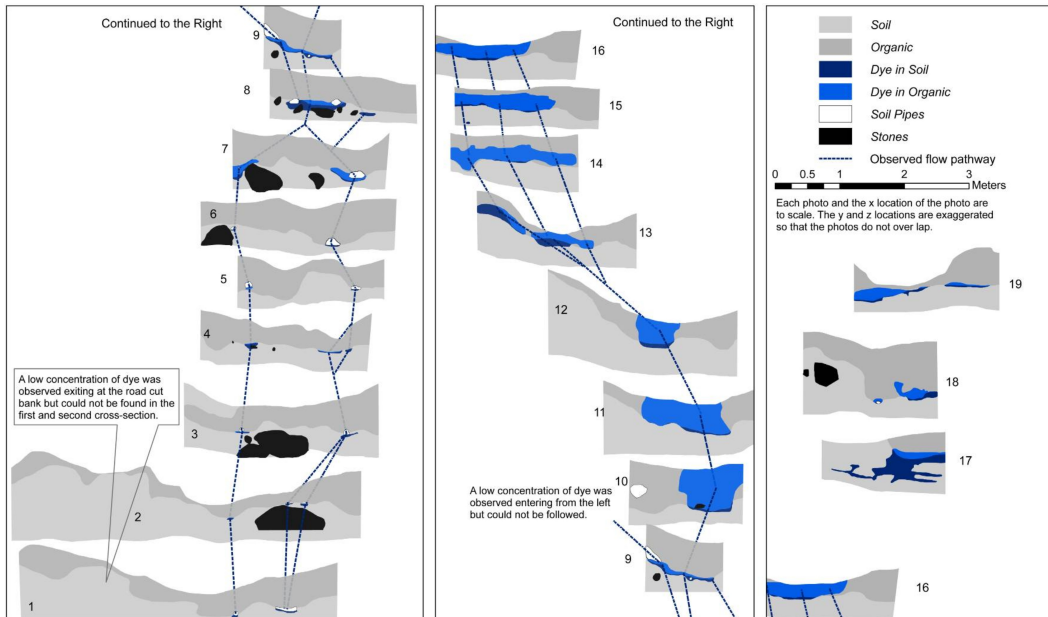 Continued to the Right
9
8
7
6
5
4
A low concentration of dye was
observed exiting at the road cut
bank but could not be found in the
first and second cross-section.
3
2
1
Continued to the Right
16
15
14
13
12
11
10
A low concentration of dye was
observed entering from the left
but could not be followed.
9
Soil
Organic
Dye in Soil
Dye in Organic
Soil Pipes
Stones
Observed flow pathway
0 0.5 1 2 3
Meters
Each photo and the x location of the photo are
to scale. The y and z locations are exaggerated
so that the photos do not over lap.
19
18
17
16